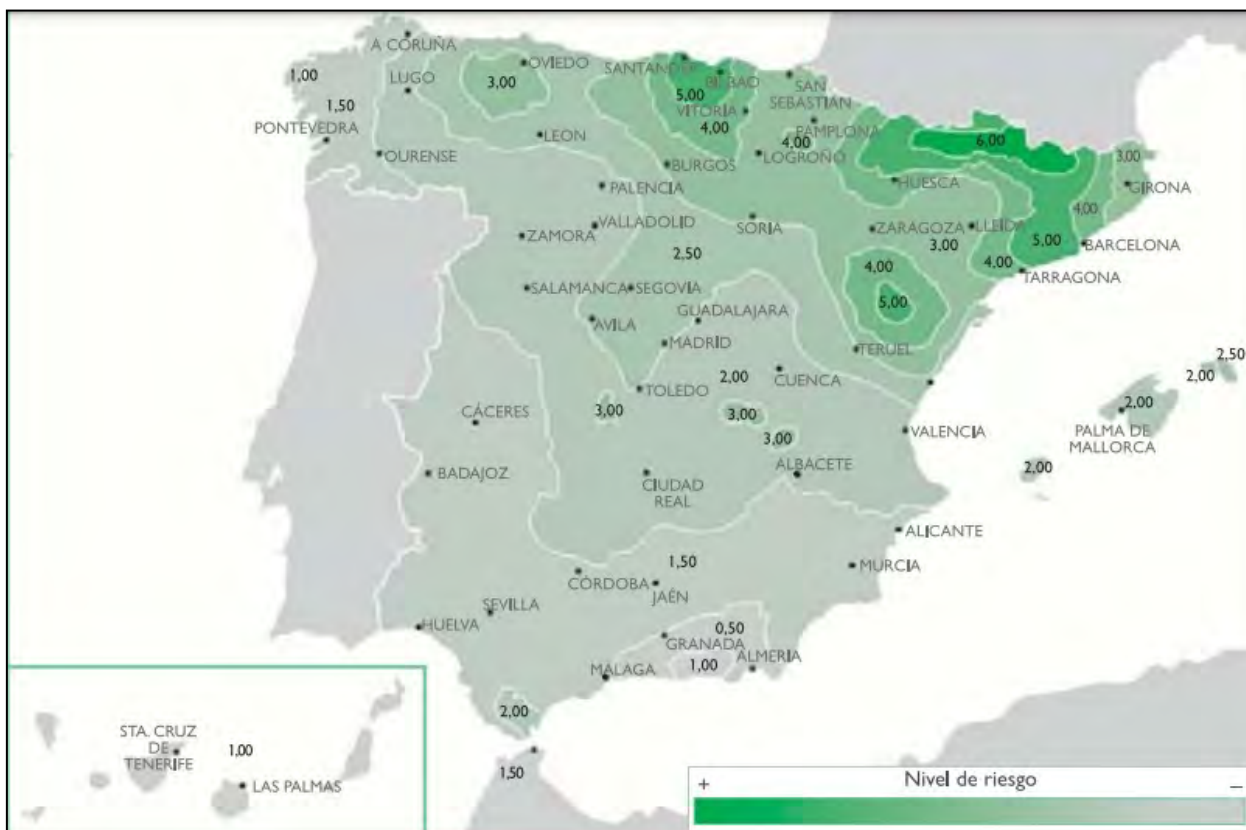 A CORUÑA
OVIEDO
SANTANDER
BILBAO
1,00
LUGO
3,00
SAN
SEBASTIÁN
5,00
1,50
VITORIA
PAMPLONA
4,00
PONTEVEDRA
LEON
4,00
6,00
OURENSE
LOGROÑO
3,00
BURGOS
HUESCA
GIRONA
PALENCIA
4,00
SORIA
VALLADOLID
ZARAGOZA
LLEIDA
ZAMORA
3,00
5,00
BARCELONA
2,50
4,00
4,00
TARRAGONA
SALAMANCA
SEGOVIA
5,00
GUADALAJARA
AVILA
MADRID
TERUEL
2,50
2,00
CUENCA
2,00
TOLEDO
2,00
3,00
3,00
CÁCERES
PALMA DE
MALLORCA
VALENCIA
3,00
2,00
ALBACETE
BADAJOZ
CIUDAD
REAL
ALICANTE
1,50
MURCIA
CÓRDOBA
JAÉN
SEVILLA
HUELVA
0,50
GRANADA
ALMERIA
1,00
MALAGA
2,00
STA. CRUZ
DE
TENERIFE
1,00
1,50
LAS PALMAS
+ Nivel de riesgo –